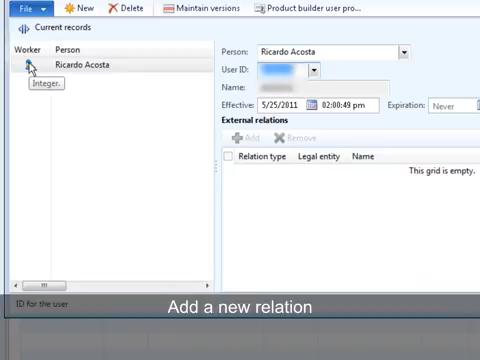 File New Delete Maintain versions Product builder user pro...
Current records
Worker Person
Ricardo Acosta
Integer.
Person: Ricardo Acosta
User ID:
Name:
Effective: 5/25/2011 02:00:49 pm Expiration: Never
External relations
Add Remove
Relation type Legal entity Name
This grid is empty.
ID for the user
Add a new relation